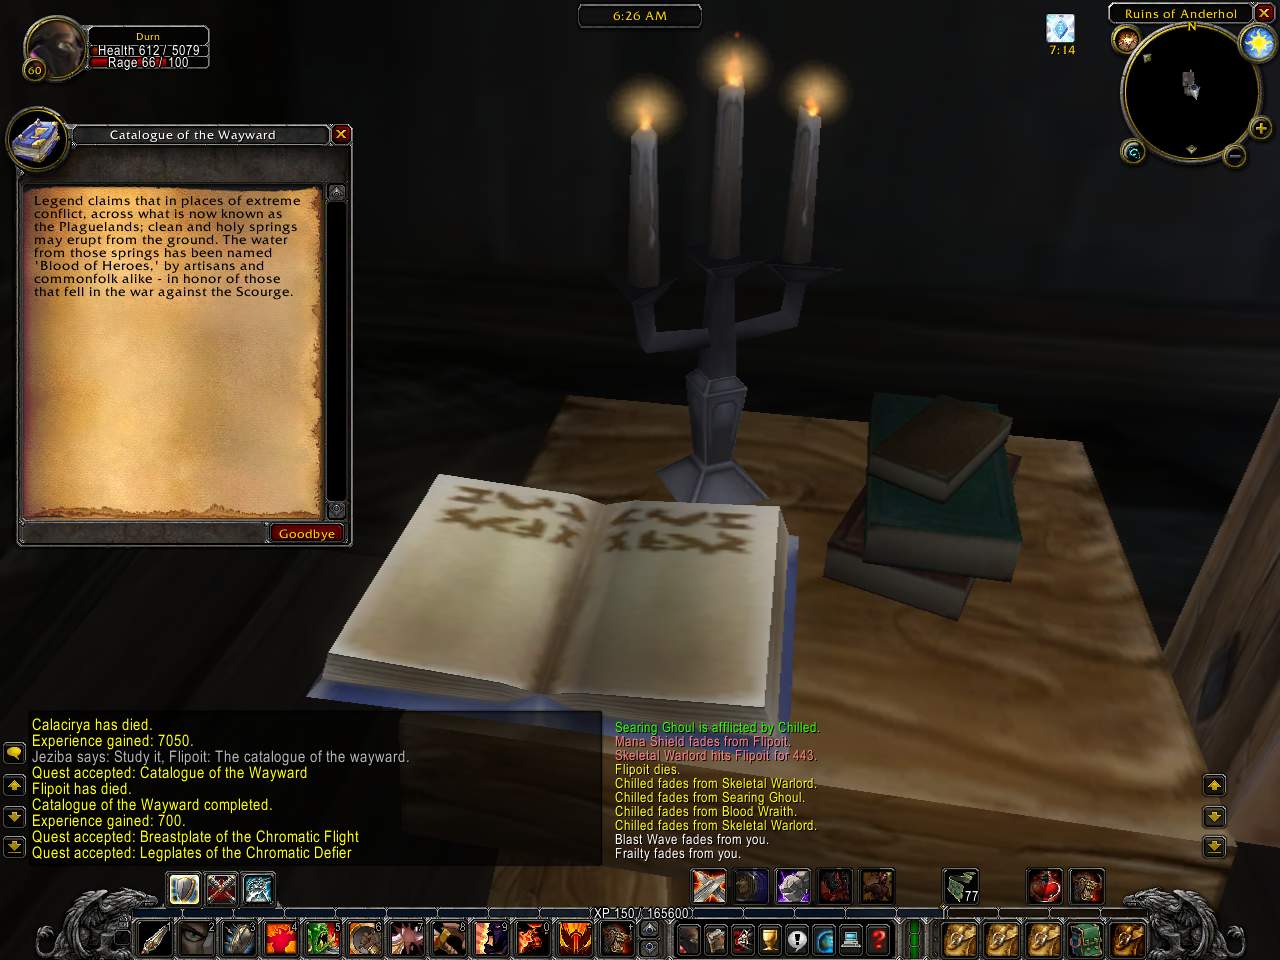 6:26 AM
Ruins of Anderhol
N
7:14
Durn
Health 612 / 5079
Rage 66 / 100
60
Catalogue of the Wayward
Legend claims that in places of extreme
conflict, across what is now known as
the Plaguelands; clean and holy springs
may erupt from the ground. The water
from those springs has been named
'Blood of Heroes,' by artisans and
commonfolk alike - in honor of those
that fell in the war against the Scourge.
Goodbye
Calacirya has died.
Experience gained: 7050.
Jeziba says: Study it, Flipoit: The catalogue of the wayward.
Quest accepted: Catalogue of the Wayward
Flipoit has died.
Catalogue of the Wayward completed.
Experience gained: 700.
Quest accepted: Breastplate of the Chromatic Flight
Quest accepted: Legplates of the Chromatic Defier
Searing Ghoul is afflicted by Chilled.
Mana Shield fades from Flipoit.
Skeletal Warlord hits Flipoit for 443.
Flipoit dies.
Chilled fades from Skeletal Warlord.
Chilled fades from Searing Ghoul.
Chilled fades from Blood Wraith.
Chilled fades from Skeletal Warlord.
Blast Wave fades from you.
Frailty fades from you.
77
XP 150 / 165600
2 3 4 5 6 7 8 9 0 - =